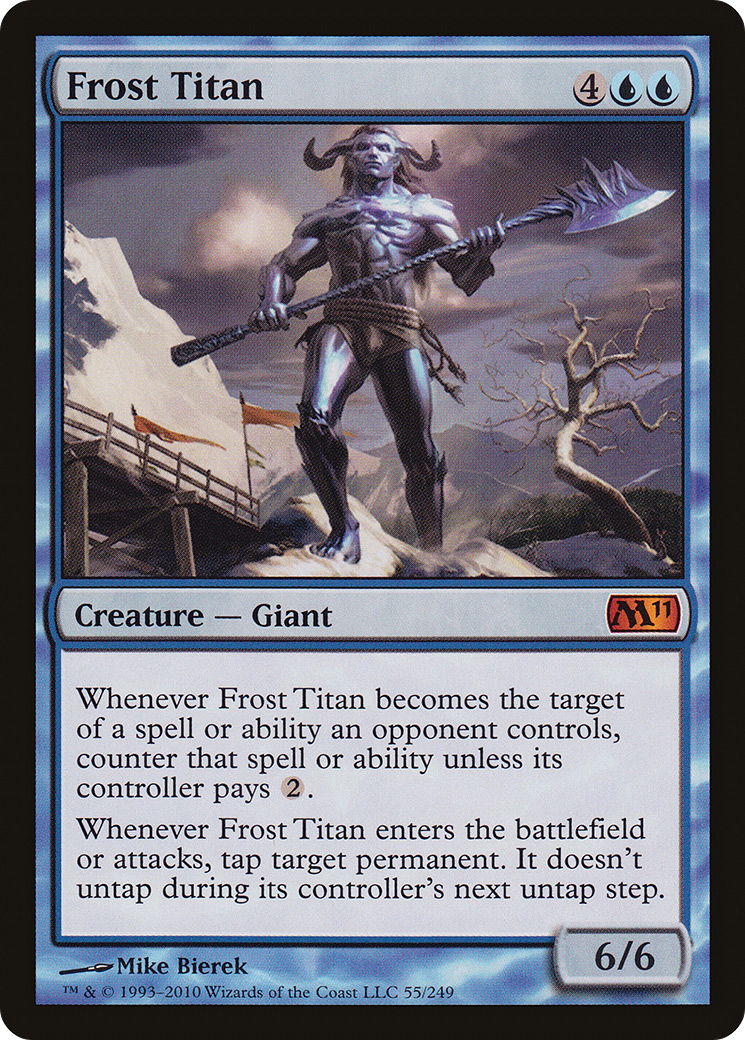 Frost Titan 4
Creature — Giant M11
Whenever Frost Titan becomes the target
of a spell or ability an opponent controls,
counter that spell or ability unless its
controller pays 2.
Whenever Frost Titan enters the battlefield
or attacks, tap target permanent. It doesn't
untap during its controller's next untap step.
6/6
Mike Bierek
™ & © 1993–2010 Wizards of the Coast LLC 55/249